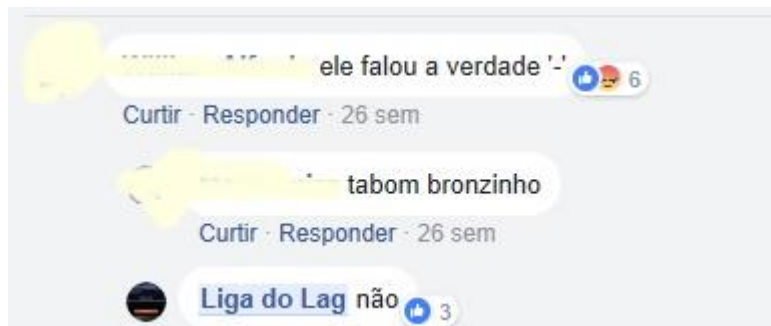 ele falou a verdade '-' 6
Curtir · Responder · 26 sem
tabom bronzinho
Curtir · Responder · 26 sem
Liga do Lag não 3